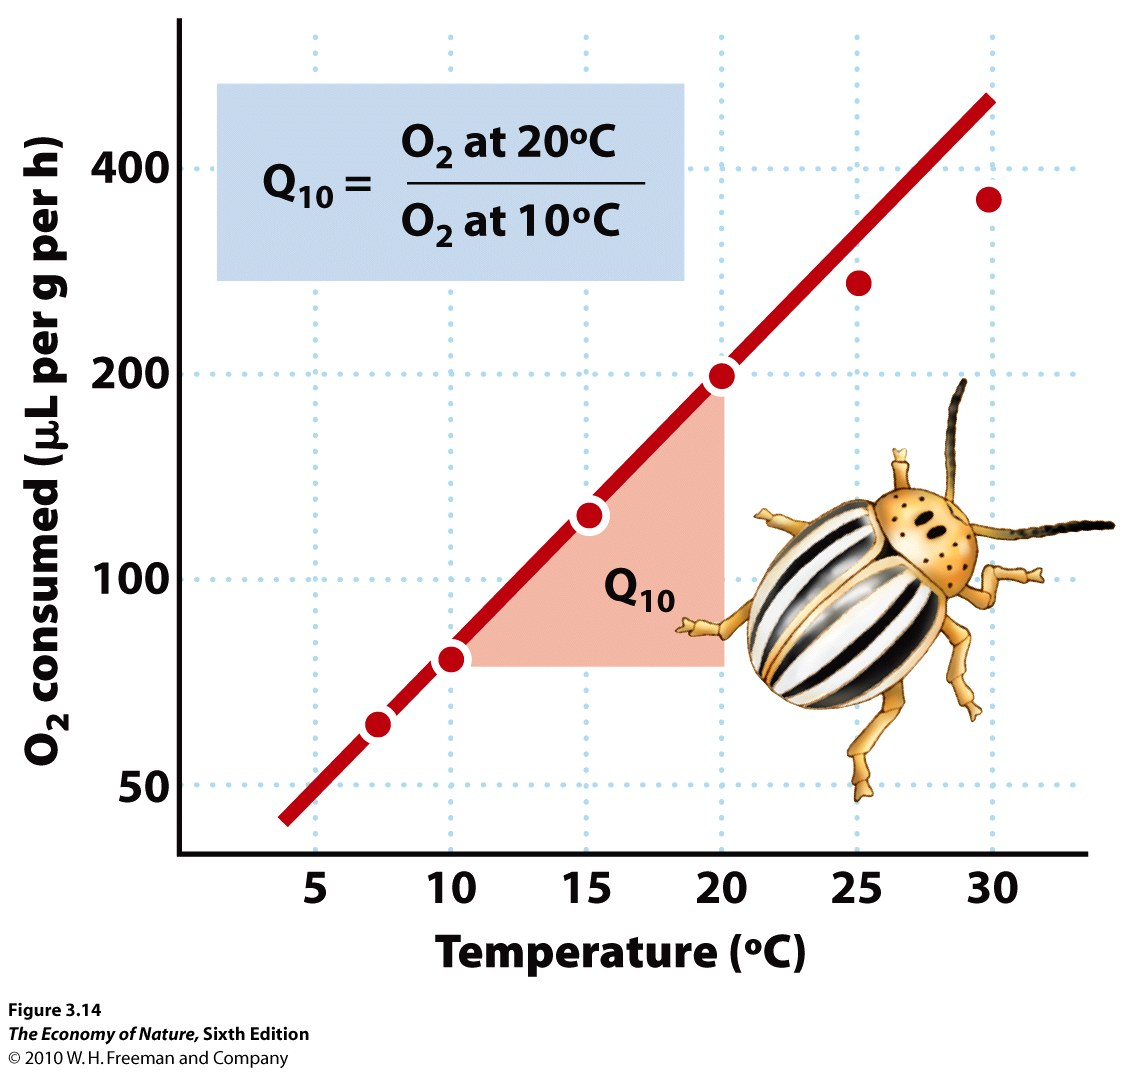 O₂ consumed (μL per g per h)
400
200
100
50
Q₁₀ =
O₂ at 20ºC
O₂ at 10ºC
Q₁₀
5 10 15 20 25 30
Temperature (ºC)
Figure 3.14
The Economy of Nature, Sixth Edition
© 2010 W. H. Freeman and Company